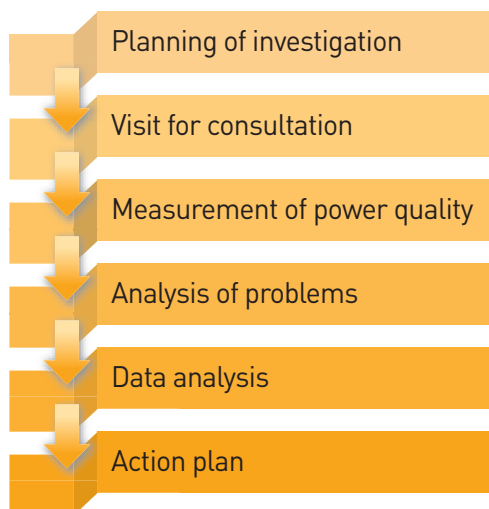 Planning of investigation
Visit for consultation
Measurement of power quality
Analysis of problems
Data analysis
Action plan